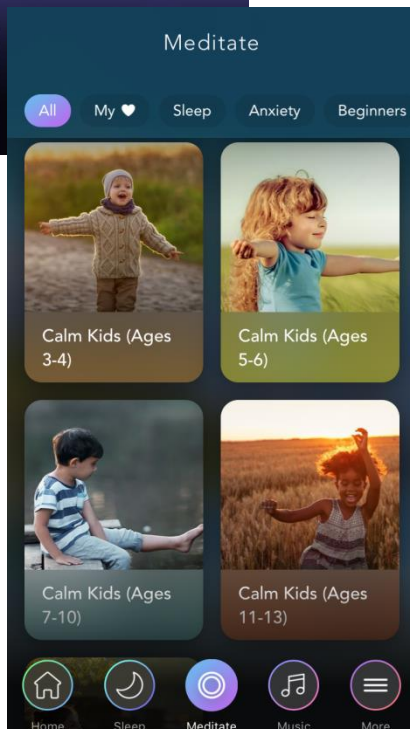 Meditate
All My Sleep Anxiety Beginners
Calm Kids (Ages
3-4)
Calm Kids (Ages
5-6)
Calm Kids (Ages
7-10)
Calm Kids (Ages
11-13)
Home Sleep Meditate Music More